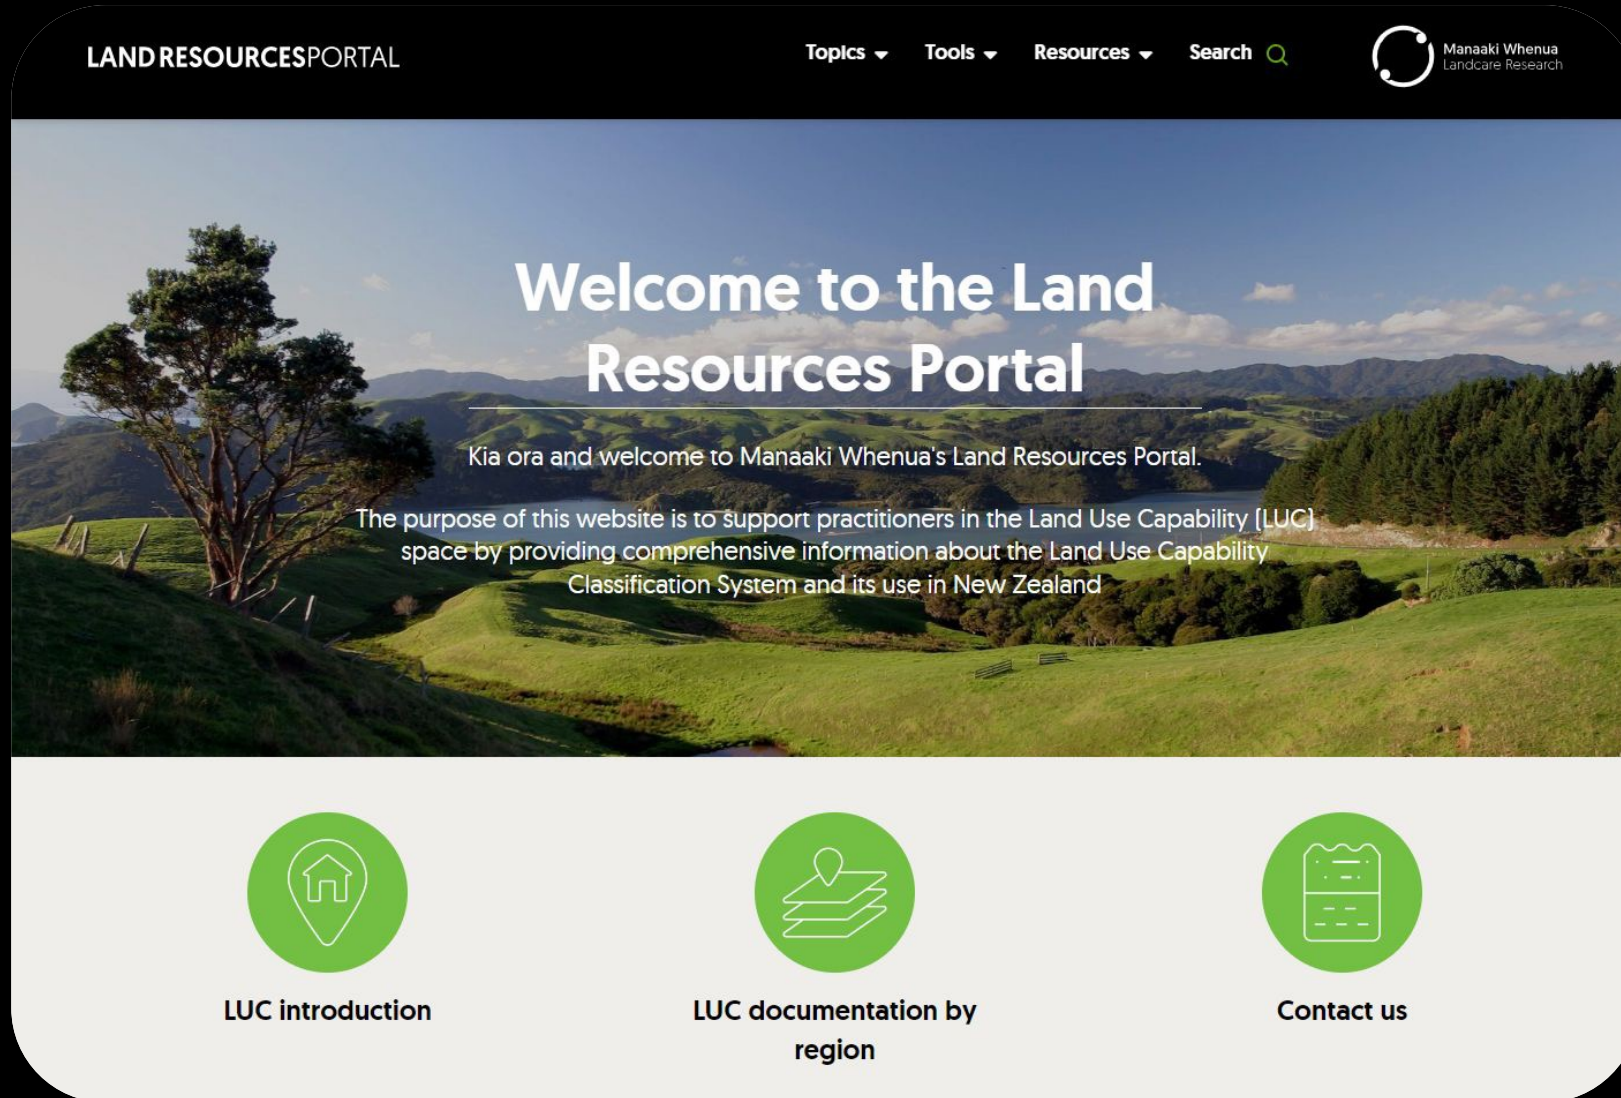 LAND RESOURCESPORTAL
Topics
Tools
Resources
Search
Manaaki Whenua
Landcare Research
Welcome to the Land
Resources Portal
Kia ora and welcome to Manaaki Whenua's Land Resources Portal.
The purpose of this website is to support practitioners in the Land Use Capability (LUC)
space by providing comprehensive information about the Land Use Capability
Classification System and its use in New Zealand
LUC introduction
LUC documentation by
region
Contact us